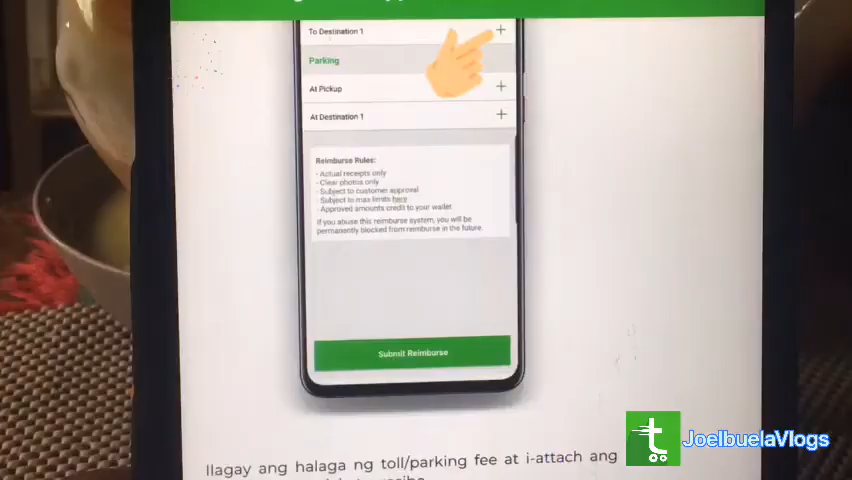 To Destination 1
Parking
At Pickup
At Destination 1
Reimburse Rules:
- Actual receipts only
- Clear photos only
- Subject to customer approval
- Subject to max limits here
- Approved amounts credit to your wallet
If you abuse this reimburse system, you will be
permanently blocked from reimburse in the future.
Submit Reimburse
Ilagay ang halaga ng toll/parking fee at i-attach ang
JoelbuelaVlogs